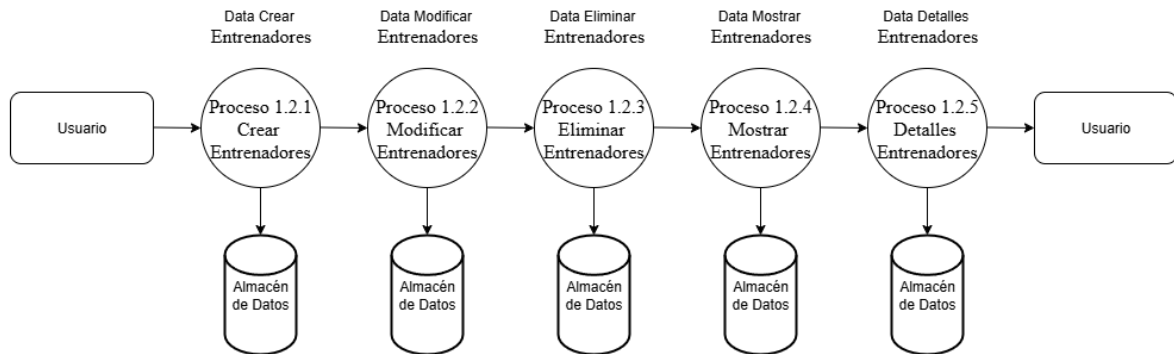 Data Crear
Entrenadores
Data Modificar
Entrenadores
Data Eliminar
Entrenadores
Data Mostrar
Entrenadores
Data Detalles
Entrenadores
Usuario
Proceso 1.2.1
Crear
Entrenadores
Proceso 1.2.2
Modificar
Entrenadores
Proceso 1.2.3
Eliminar
Entrenadores
Proceso 1.2.4
Mostrar
Entrenadores
Proceso 1.2.5
Detalles
Entrenadores
Usuario
Almacén
de Datos
Almacén
de Datos
Almacén
de Datos
Almacén
de Datos
Almacén
de Datos